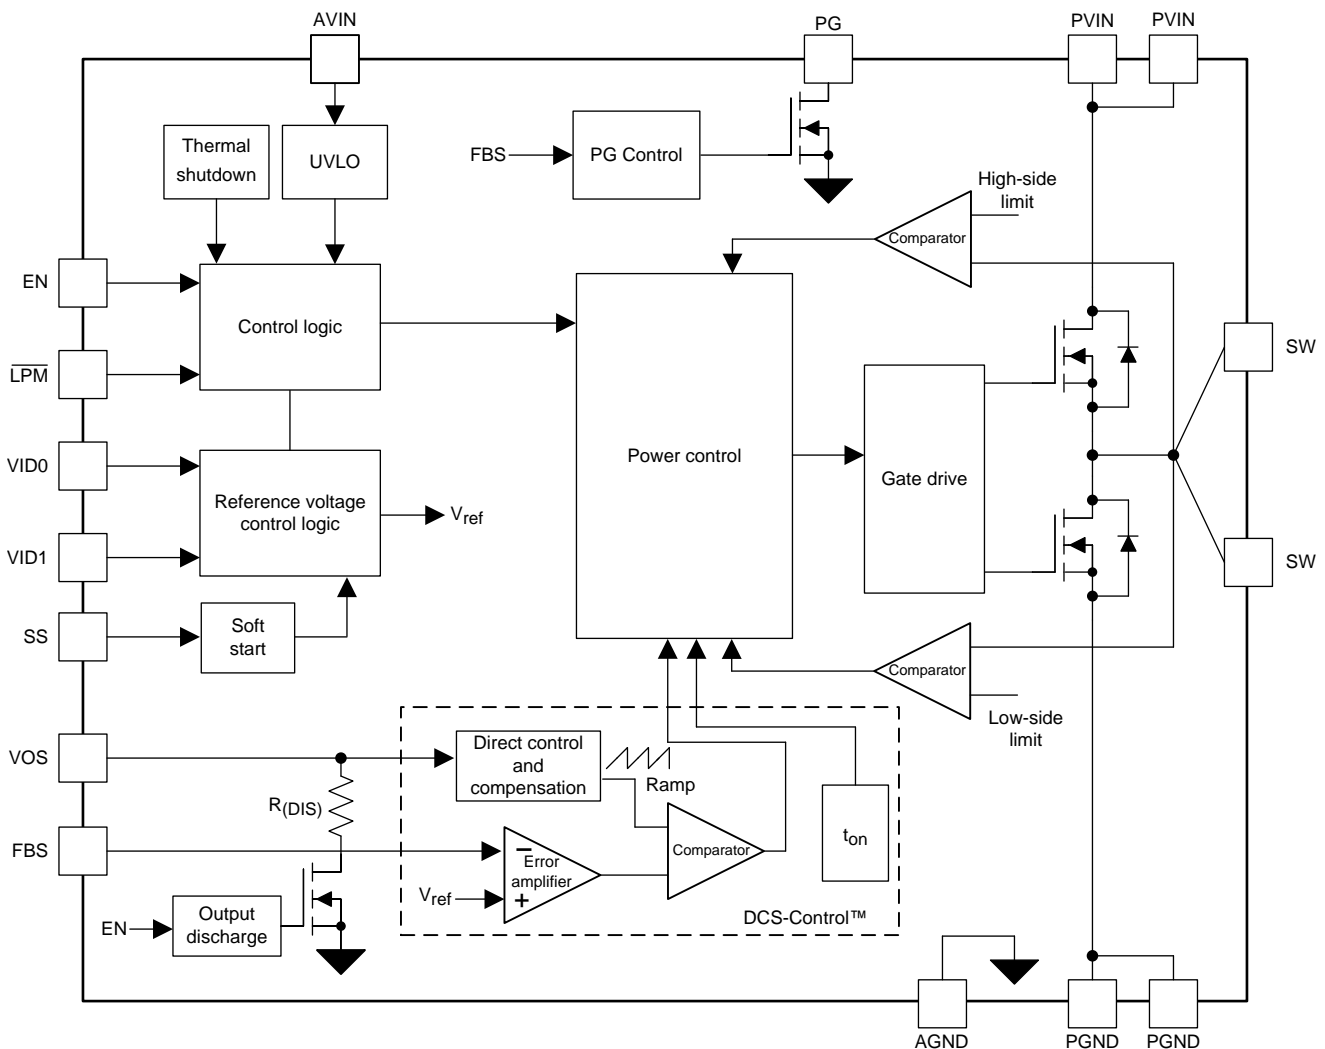 AVIN
PG
PVIN
PVIN
Thermal
shutdown
UVLO
FBS
PG Control
High-side
limit
Comparator
EN
Control logic
LPM
SW
VID0
Power control
Gate drive
Reference voltage
control logic
Vref
VID1
SW
SS
Soft
start
Comparator
Low-side
limit
VOS
Direct control
and
compensation
Ramp
R(DIS)
ton
FBS
−
Error
amplifier
+
Comparator
Vref
DCS-Control™
EN
Output
discharge
AGND
PGND
PGND